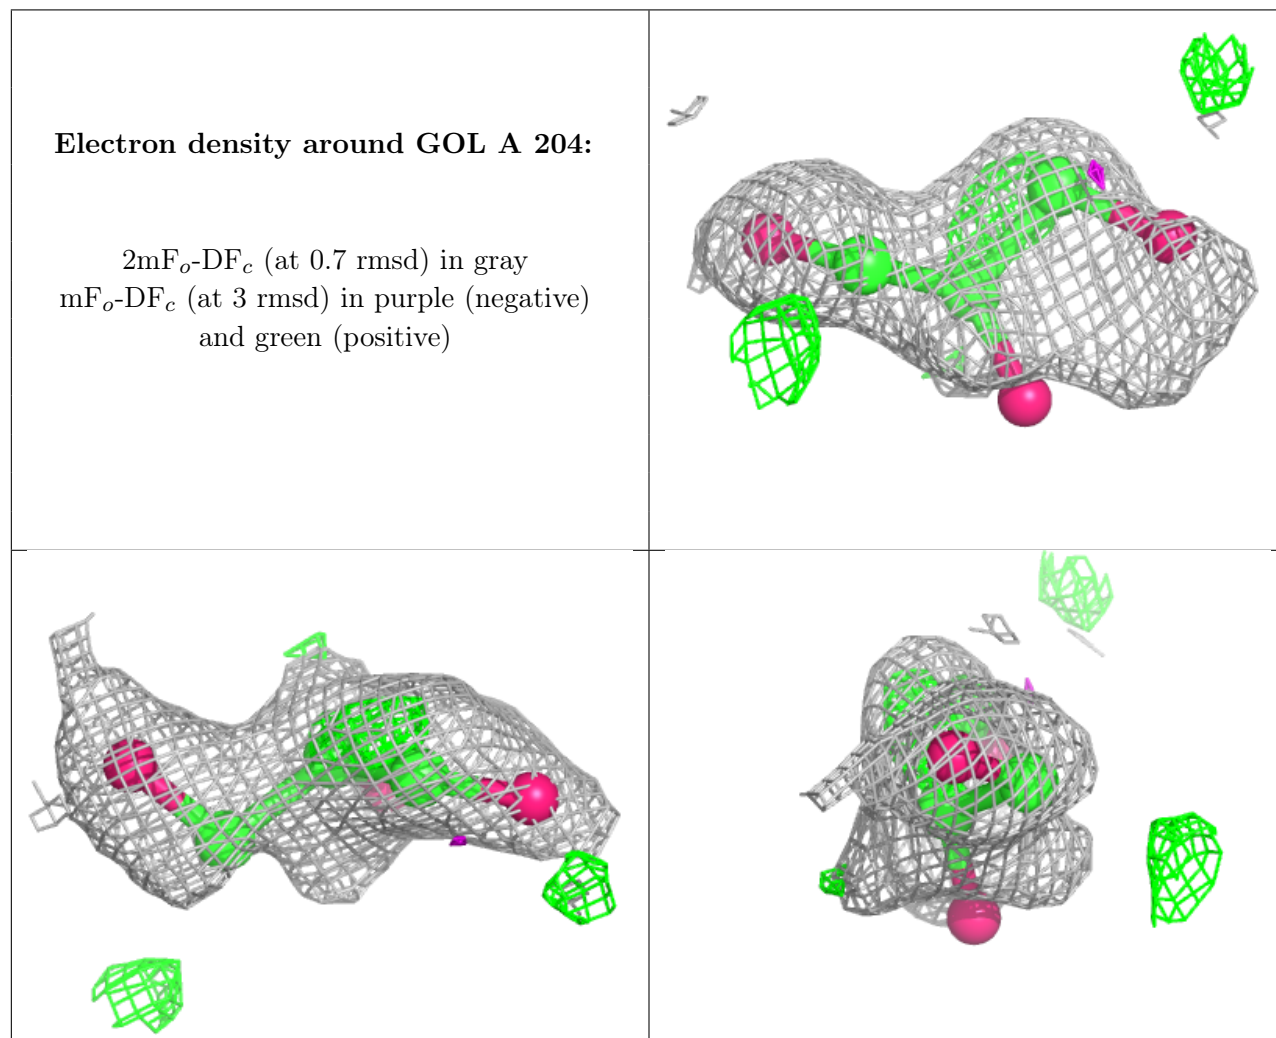 Electron density around GOL A 204:
2mFo-DFc (at 0.7 rmsd) in gray
mFo-DFc (at 3 rmsd) in purple (negative)
and green (positive)